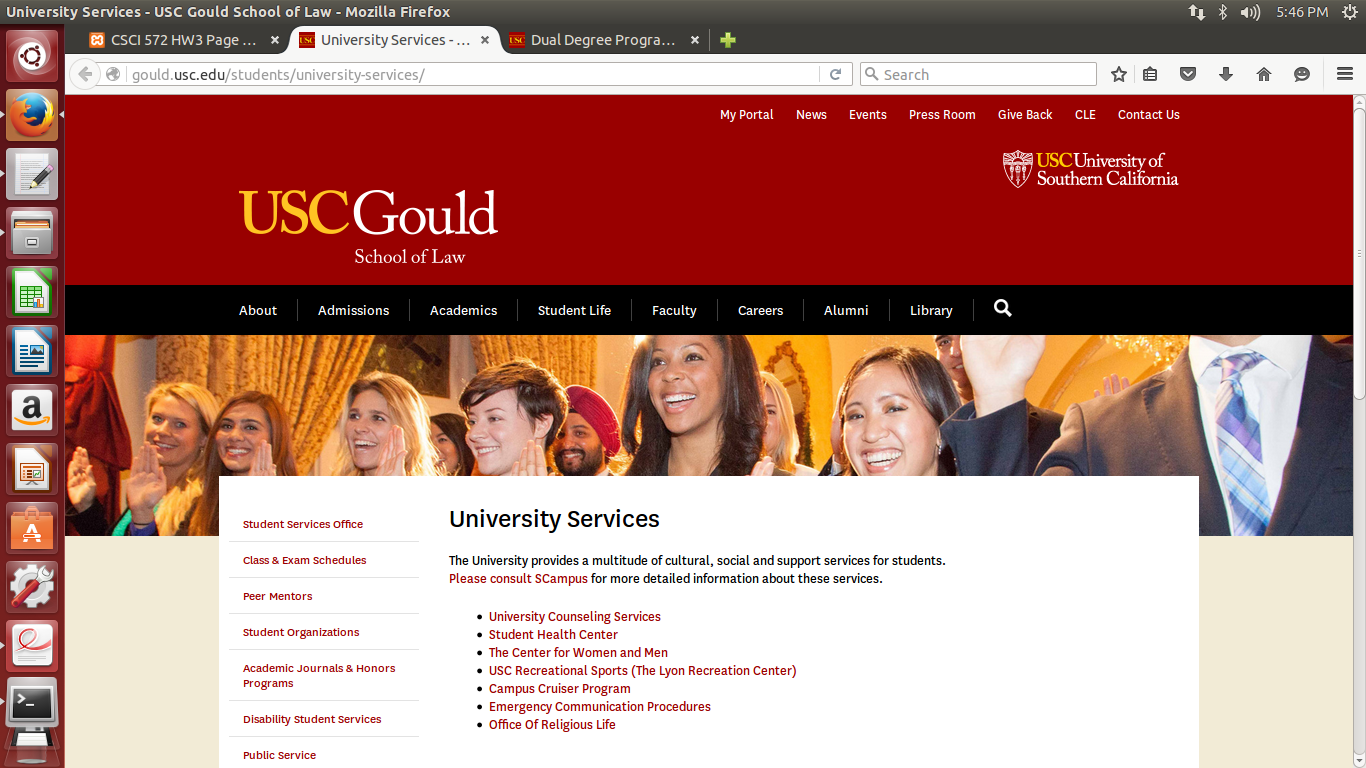 University Services - USC Gould School of Law - Mozilla Firefox
5:46 PM
CSCI 572 HW3 Page ...
University Services - ...
Dual Degree Progra...
gould.usc.edu/students/university-services/
Search
My Portal
News
Events
Press Room
Give Back
CLE
Contact Us
USC University of
Southern California
USC Gould
School of Law
About
Admissions
Academics
Student Life
Faculty
Careers
Alumni
Library
Student Services Office
Class & Exam Schedules
Peer Mentors
Student Organizations
Academic Journals & Honors
Programs
Disability Student Services
Public Service
University Services
The University provides a multitude of cultural, social and support services for students.
Please consult SCampus for more detailed information about these services.
University Counseling Services
Student Health Center
The Center for Women and Men
USC Recreational Sports (The Lyon Recreation Center)
Campus Cruiser Program
Emergency Communication Procedures
Office Of Religious Life